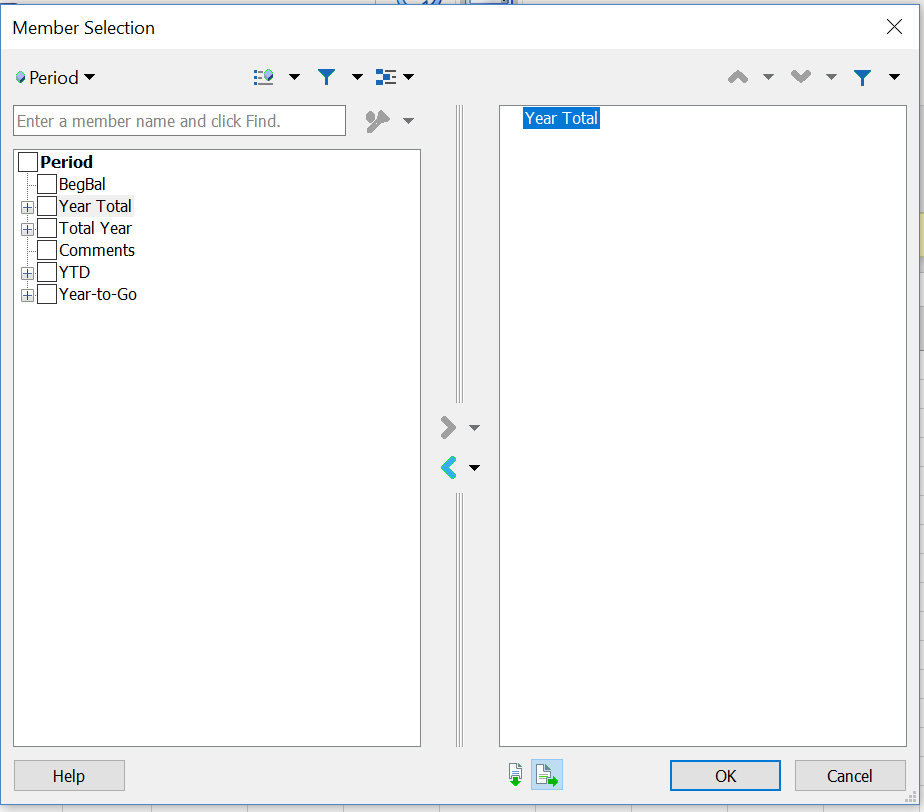 Member Selection
Period
Enter a member name and click Find.
Period
BegBal
Year Total
Total Year
Comments
YTD
Year-to-Go
Year Total
Help
OK
Cancel